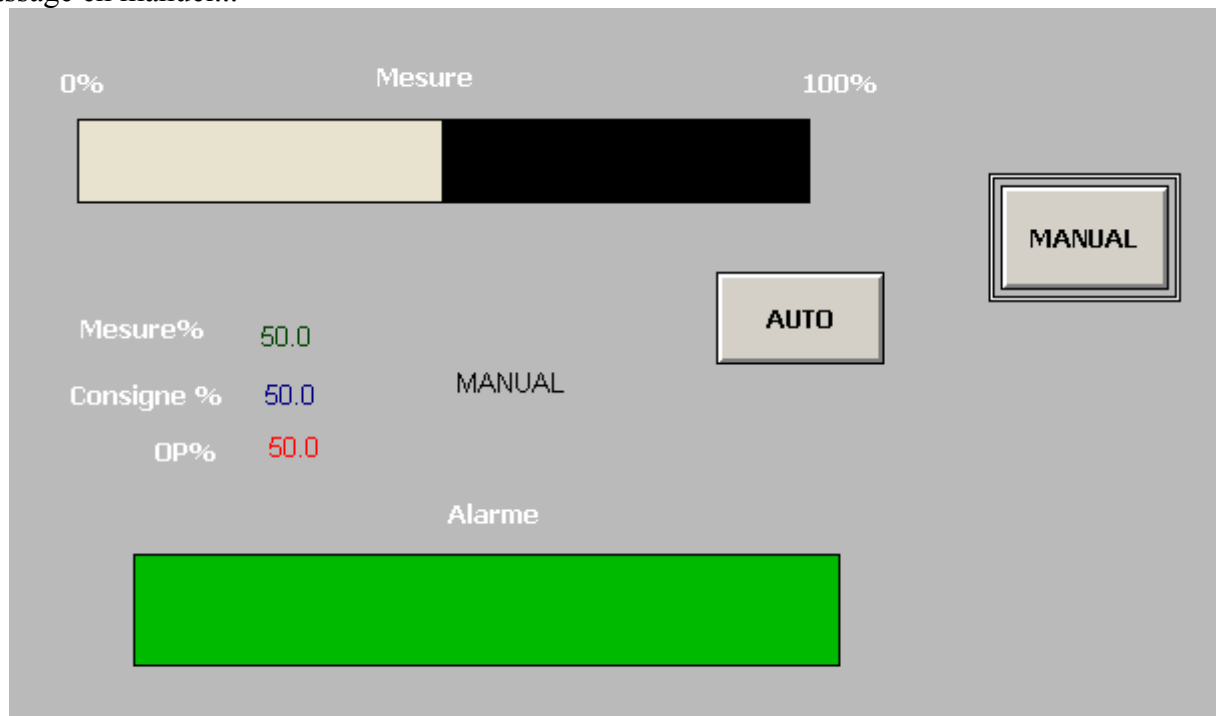 0% Mesure 100%
MANUAL
AUTO
Mesure% 50.0
Consigne % 50.0 MANUAL
OP% 50.0
Alarme